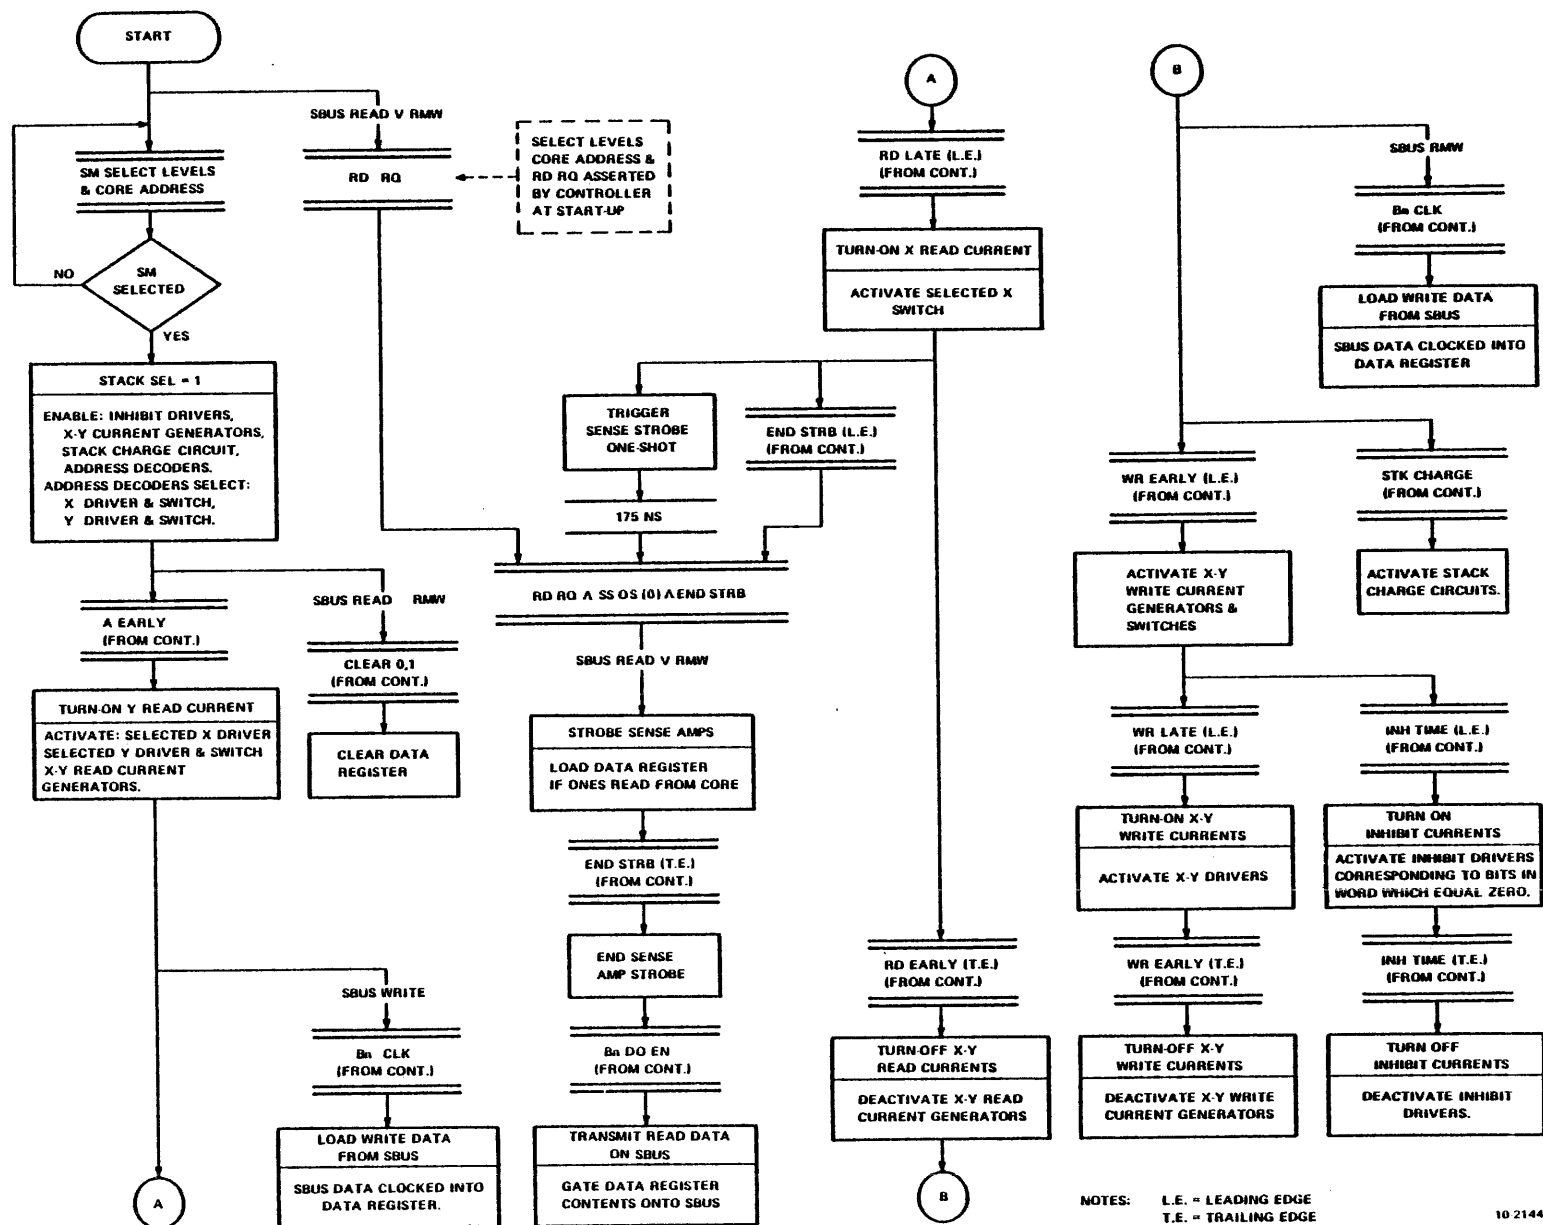 START
SBUS READ V RMW
SM SELECT LEVELS
& CORE ADDRESS
RD RQ
SELECT LEVELS
CORE ADDRESS &
RD RQ ASSERTED
BY CONTROLLER
AT START-UP
NO
SM
SELECTED
YES
STACK SEL = 1
ENABLE: INHIBIT DRIVERS,
X-Y CURRENT GENERATORS,
STACK CHARGE CIRCUIT,
ADDRESS DECODERS.
ADDRESS DECODERS SELECT:
X DRIVER & SWITCH,
Y DRIVER & SWITCH.
A EARLY
(FROM CONT.)
SBUS READ RMW
CLEAR 0,1
(FROM CONT.)
TURN-ON Y READ CURRENT
ACTIVATE: SELECTED X DRIVER
SELECTED Y DRIVER & SWITCH
X-Y READ CURRENT
GENERATORS.
CLEAR DATA
REGISTER
SBUS WRITE
Bn CLK
(FROM CONT.)
LOAD WRITE DATA
FROM SBUS
SBUS DATA CLOCKED INTO
DATA REGISTER.
A
A
RD LATE (L.E.)
(FROM CONT.)
TURN-ON X READ CURRENT
ACTIVATE SELECTED X
SWITCH
TRIGGER
SENSE STROBE
ONE-SHOT
END STRB (L.E.)
(FROM CONT.)
175 NS
RD RQ Λ SS OS (0) Λ END STRB
SBUS READ V RMW
STROBE SENSE AMPS
LOAD DATA REGISTER
IF ONES READ FROM CORE
END STRB (T.E.)
(FROM CONT.)
END SENSE
AMP STROBE
Bn DO EN
(FROM CONT.)
TRANSMIT READ DATA
ON SBUS
GATE DATA REGISTER
CONTENTS ONTO SBUS
RD EARLY (T.E.)
(FROM CONT.)
TURN-OFF X-Y
READ CURRENTS
DEACTIVATE X-Y READ
CURRENT GENERATORS
B
B
SBUS RMW
Bn CLK
(FROM CONT.)
LOAD WRITE DATA
FROM SBUS
SBUS DATA CLOCKED INTO
DATA REGISTER
WR EARLY (L.E.)
(FROM CONT.)
STK CHARGE
(FROM CONT.)
ACTIVATE X-Y
WRITE CURRENT
GENERATORS &
SWITCHES
ACTIVATE STACK
CHARGE CIRCUITS.
WR LATE (L.E.)
(FROM CONT.)
INH TIME (L.E.)
(FROM CONT.)
TURN-ON X-Y
WRITE CURRENTS
ACTIVATE X-Y DRIVERS
TURN ON
INHIBIT CURRENTS
ACTIVATE INHIBIT DRIVERS
CORRESPONDING TO BITS IN
WORD WHICH EQUAL ZERO.
WR EARLY (T.E.)
(FROM CONT.)
INH TIME (T.E.)
(FROM CONT.)
TURN-OFF X-Y
WRITE CURRENTS
DEACTIVATE X-Y WRITE
CURRENT GENERATORS
TURN OFF
INHIBIT CURRENTS
DEACTIVATE INHIBIT
DRIVERS.
NOTES: L.E. = LEADING EDGE
T.E. = TRAILING EDGE
10 2144